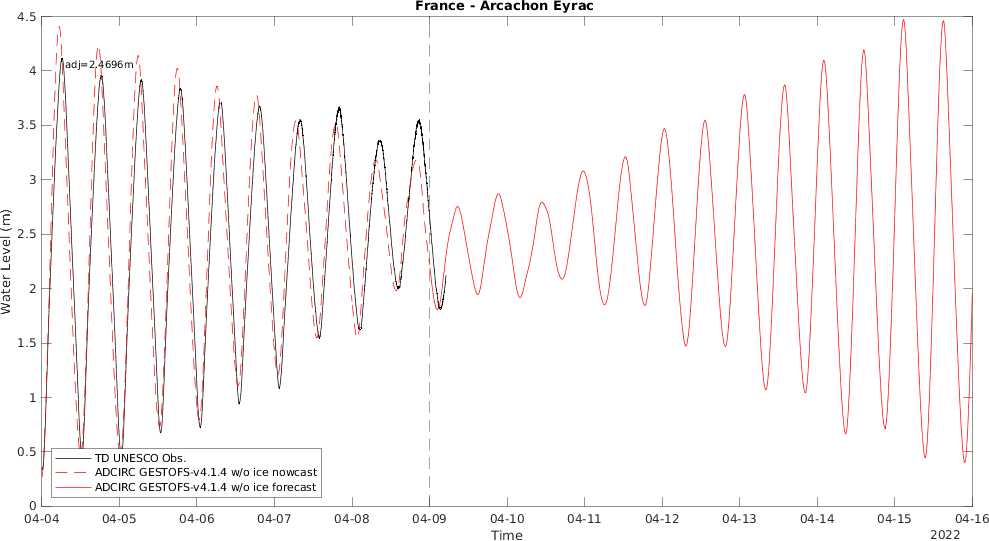 France - Arcachon Eyrac
4.5
4
3.5
3
2.5
2
1.5
1
0.5
0
Water Level (m)
adj=2.4696m
TD UNESCO Obs.
ADCIRC GESTOFS-v4.1.4 w/o ice nowcast
ADCIRC GESTOFS-v4.1.4 w/o ice forecast
04-04 04-05 04-06 04-07 04-08 04-09 04-10 04-11 04-12 04-13 04-14 04-15 04-16
Time
2022